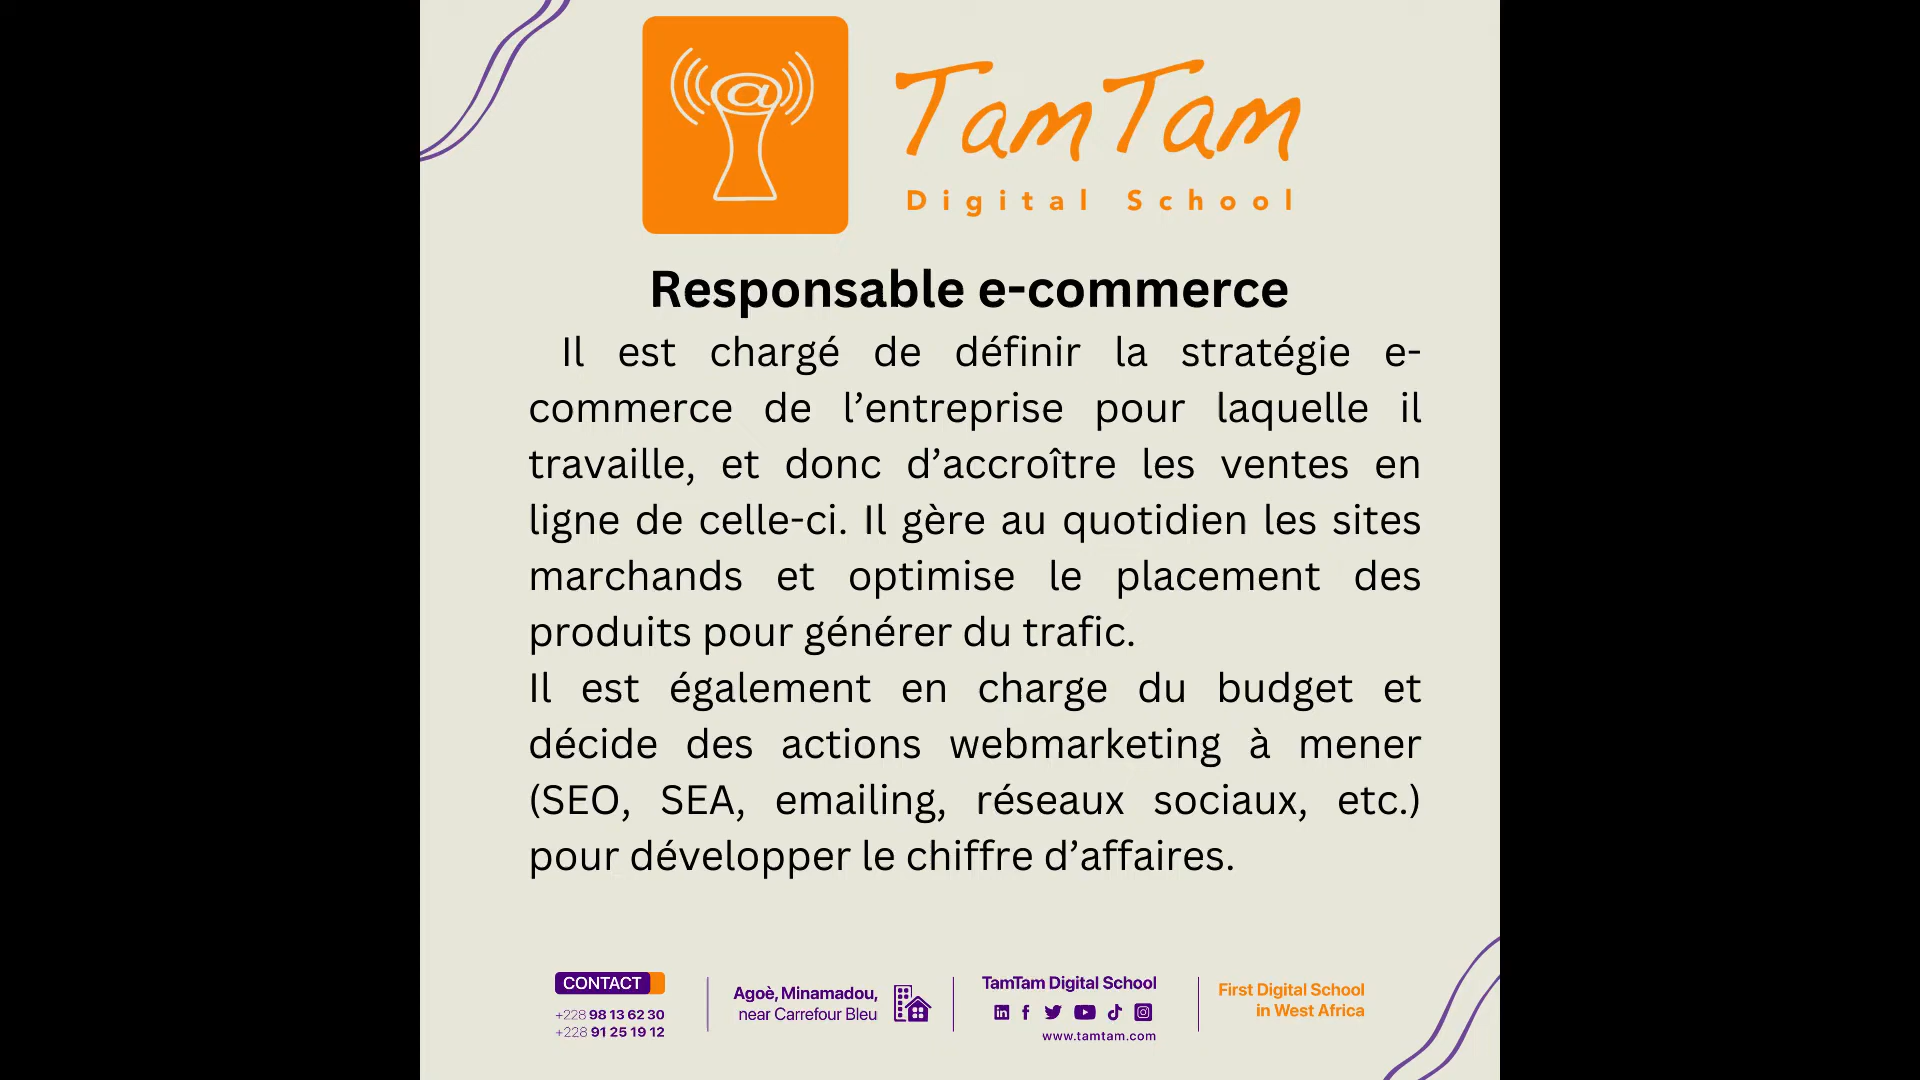 @
TamTam
Digital School
Responsable e-commerce
Il est chargé de définir la stratégie e-
commerce de l’entreprise pour laquelle il
travaille, et donc d’accroître les ventes en
ligne de celle-ci. Il gère au quotidien les sites
marchands et optimise le placement des
produits pour générer du trafic.
Il est également en charge du budget et
décide des actions webmarketing à mener
(SEO, SEA, emailing, réseaux sociaux, etc.)
pour développer le chiffre d’affaires.
CONTACT
+228 98 13 62 30
+228 91 25 19 12
Agoè, Minamadou,
near Carrefour Bleu
TamTam Digital School
www.tamtam.com
First Digital School
in West Africa